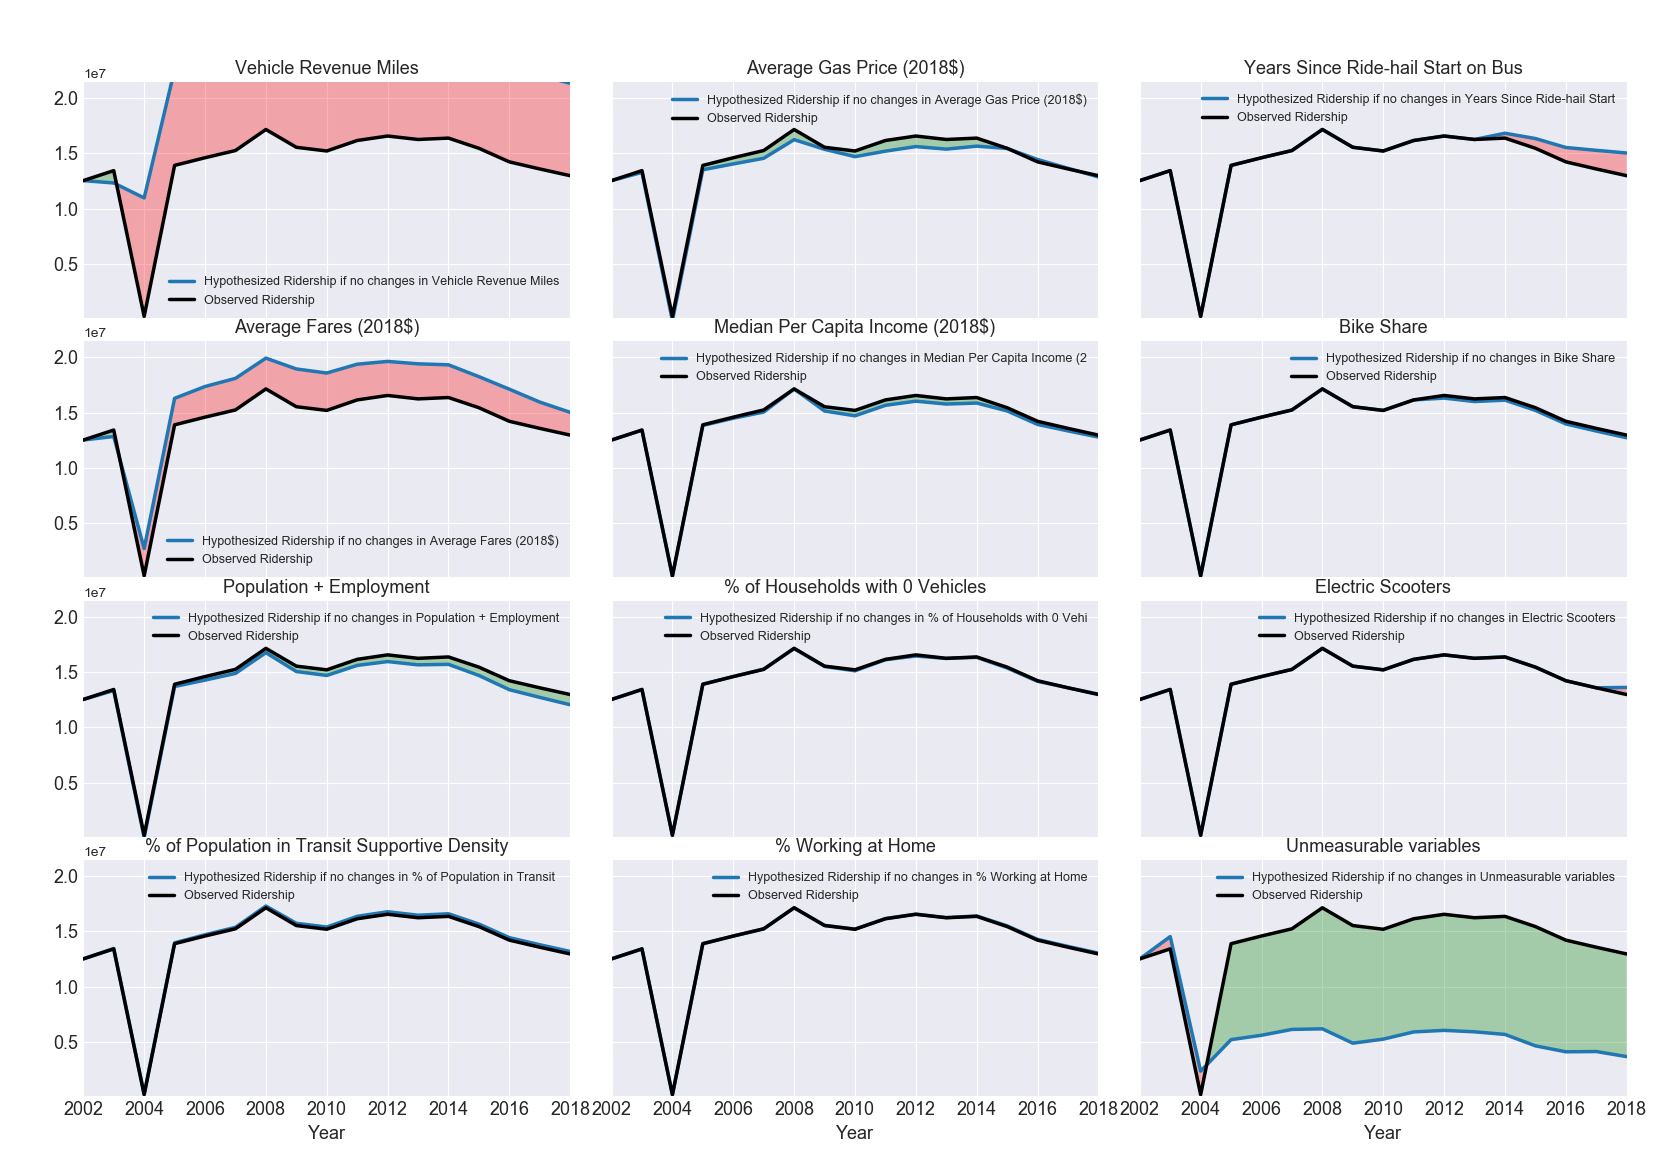 Vehicle Revenue Miles
1e7
2.0
1.5
1.0
0.5
Hypothesized Ridership if no changes in Vehicle Revenue Miles
Observed Ridership
Average Gas Price (2018$)
Hypothesized Ridership if no changes in Average Gas Price (2018$)
Observed Ridership
Years Since Ride-hail Start on Bus
Hypothesized Ridership if no changes in Years Since Ride-hail Start
Observed Ridership
Average Fares (2018$)
1e7
2.0
1.5
1.0
0.5
Hypothesized Ridership if no changes in Average Fares (2018$)
Observed Ridership
Median Per Capita Income (2018$)
Hypothesized Ridership if no changes in Median Per Capita Income (2
Observed Ridership
Bike Share
Hypothesized Ridership if no changes in Bike Share
Observed Ridership
Population + Employment
1e7
2.0
1.5
1.0
0.5
Hypothesized Ridership if no changes in Population + Employment
Observed Ridership
% of Households with 0 Vehicles
Hypothesized Ridership if no changes in % of Households with 0 Vehi
Observed Ridership
Electric Scooters
Hypothesized Ridership if no changes in Electric Scooters
Observed Ridership
% of Population in Transit Supportive Density
1e7
2.0
1.5
1.0
0.5
Hypothesized Ridership if no changes in % of Population in Transit
Observed Ridership
2002 2004 2006 2008 2010 2012 2014 2016 2018
Year
% Working at Home
Hypothesized Ridership if no changes in % Working at Home
Observed Ridership
2002 2004 2006 2008 2010 2012 2014 2016 2018
Year
Unmeasurable variables
Hypothesized Ridership if no changes in Unmeasurable variables
Observed Ridership
2002 2004 2006 2008 2010 2012 2014 2016 2018
Year